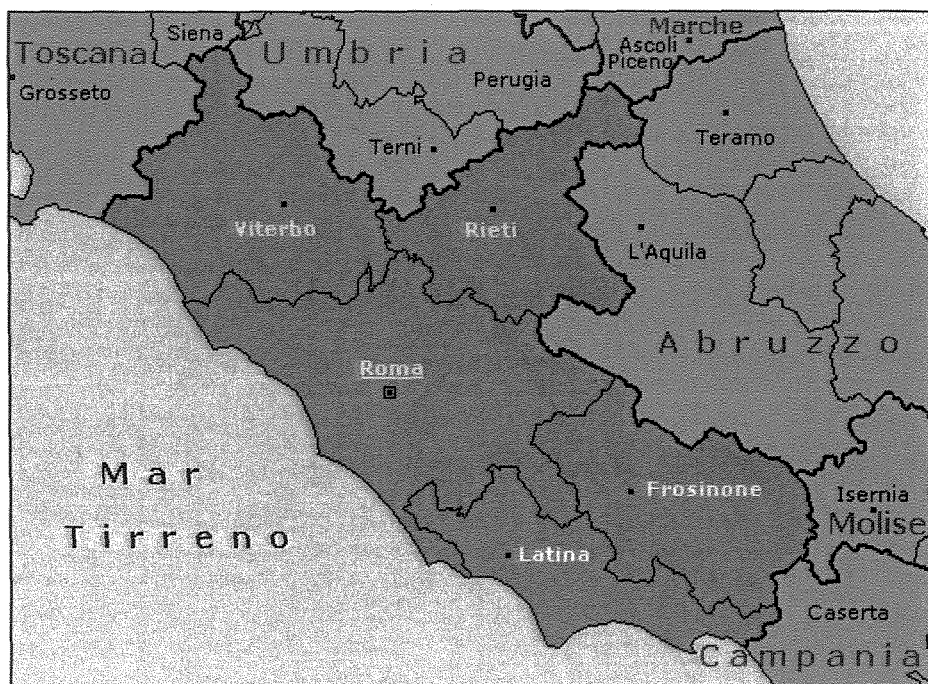 Siena
Toscana
Umbria
Marche
Ascoli
Piceno
Grosseto
Perugia
Teramo
Terni
Viterbo
Rieti
L'Aquila
Abruzzo
Roma
Mar
Tirreno
Frosinone
Isernia
Molise
Latina
Caserta
Campania